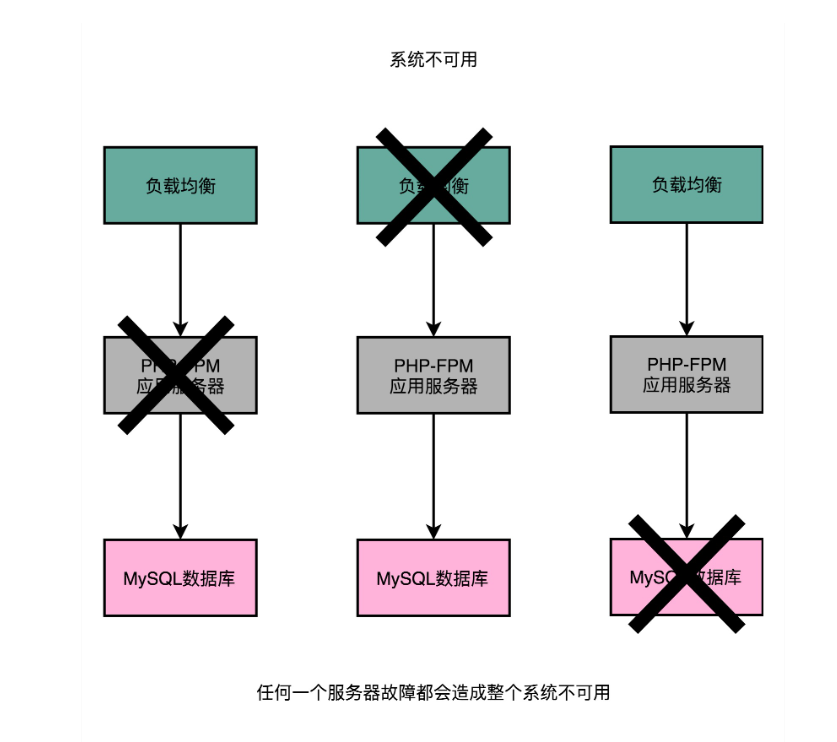 系统不可用
负载均衡
负载均衡
负载均衡
PHP-FPM
应用服务器
PHP-FPM
应用服务器
PHP-FPM
应用服务器
MySQL数据库
MySQL数据库
MySQL数据库
任何一个服务器故障都会造成整个系统不可用